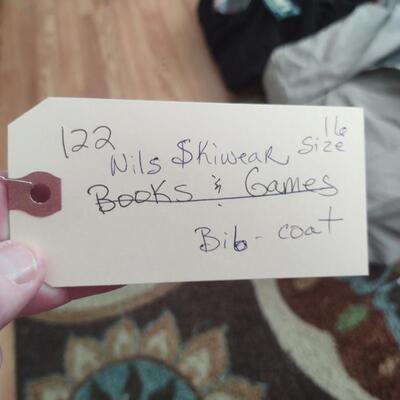 122 Nils $kiwear Size 16
Books & Games
Bib - coat